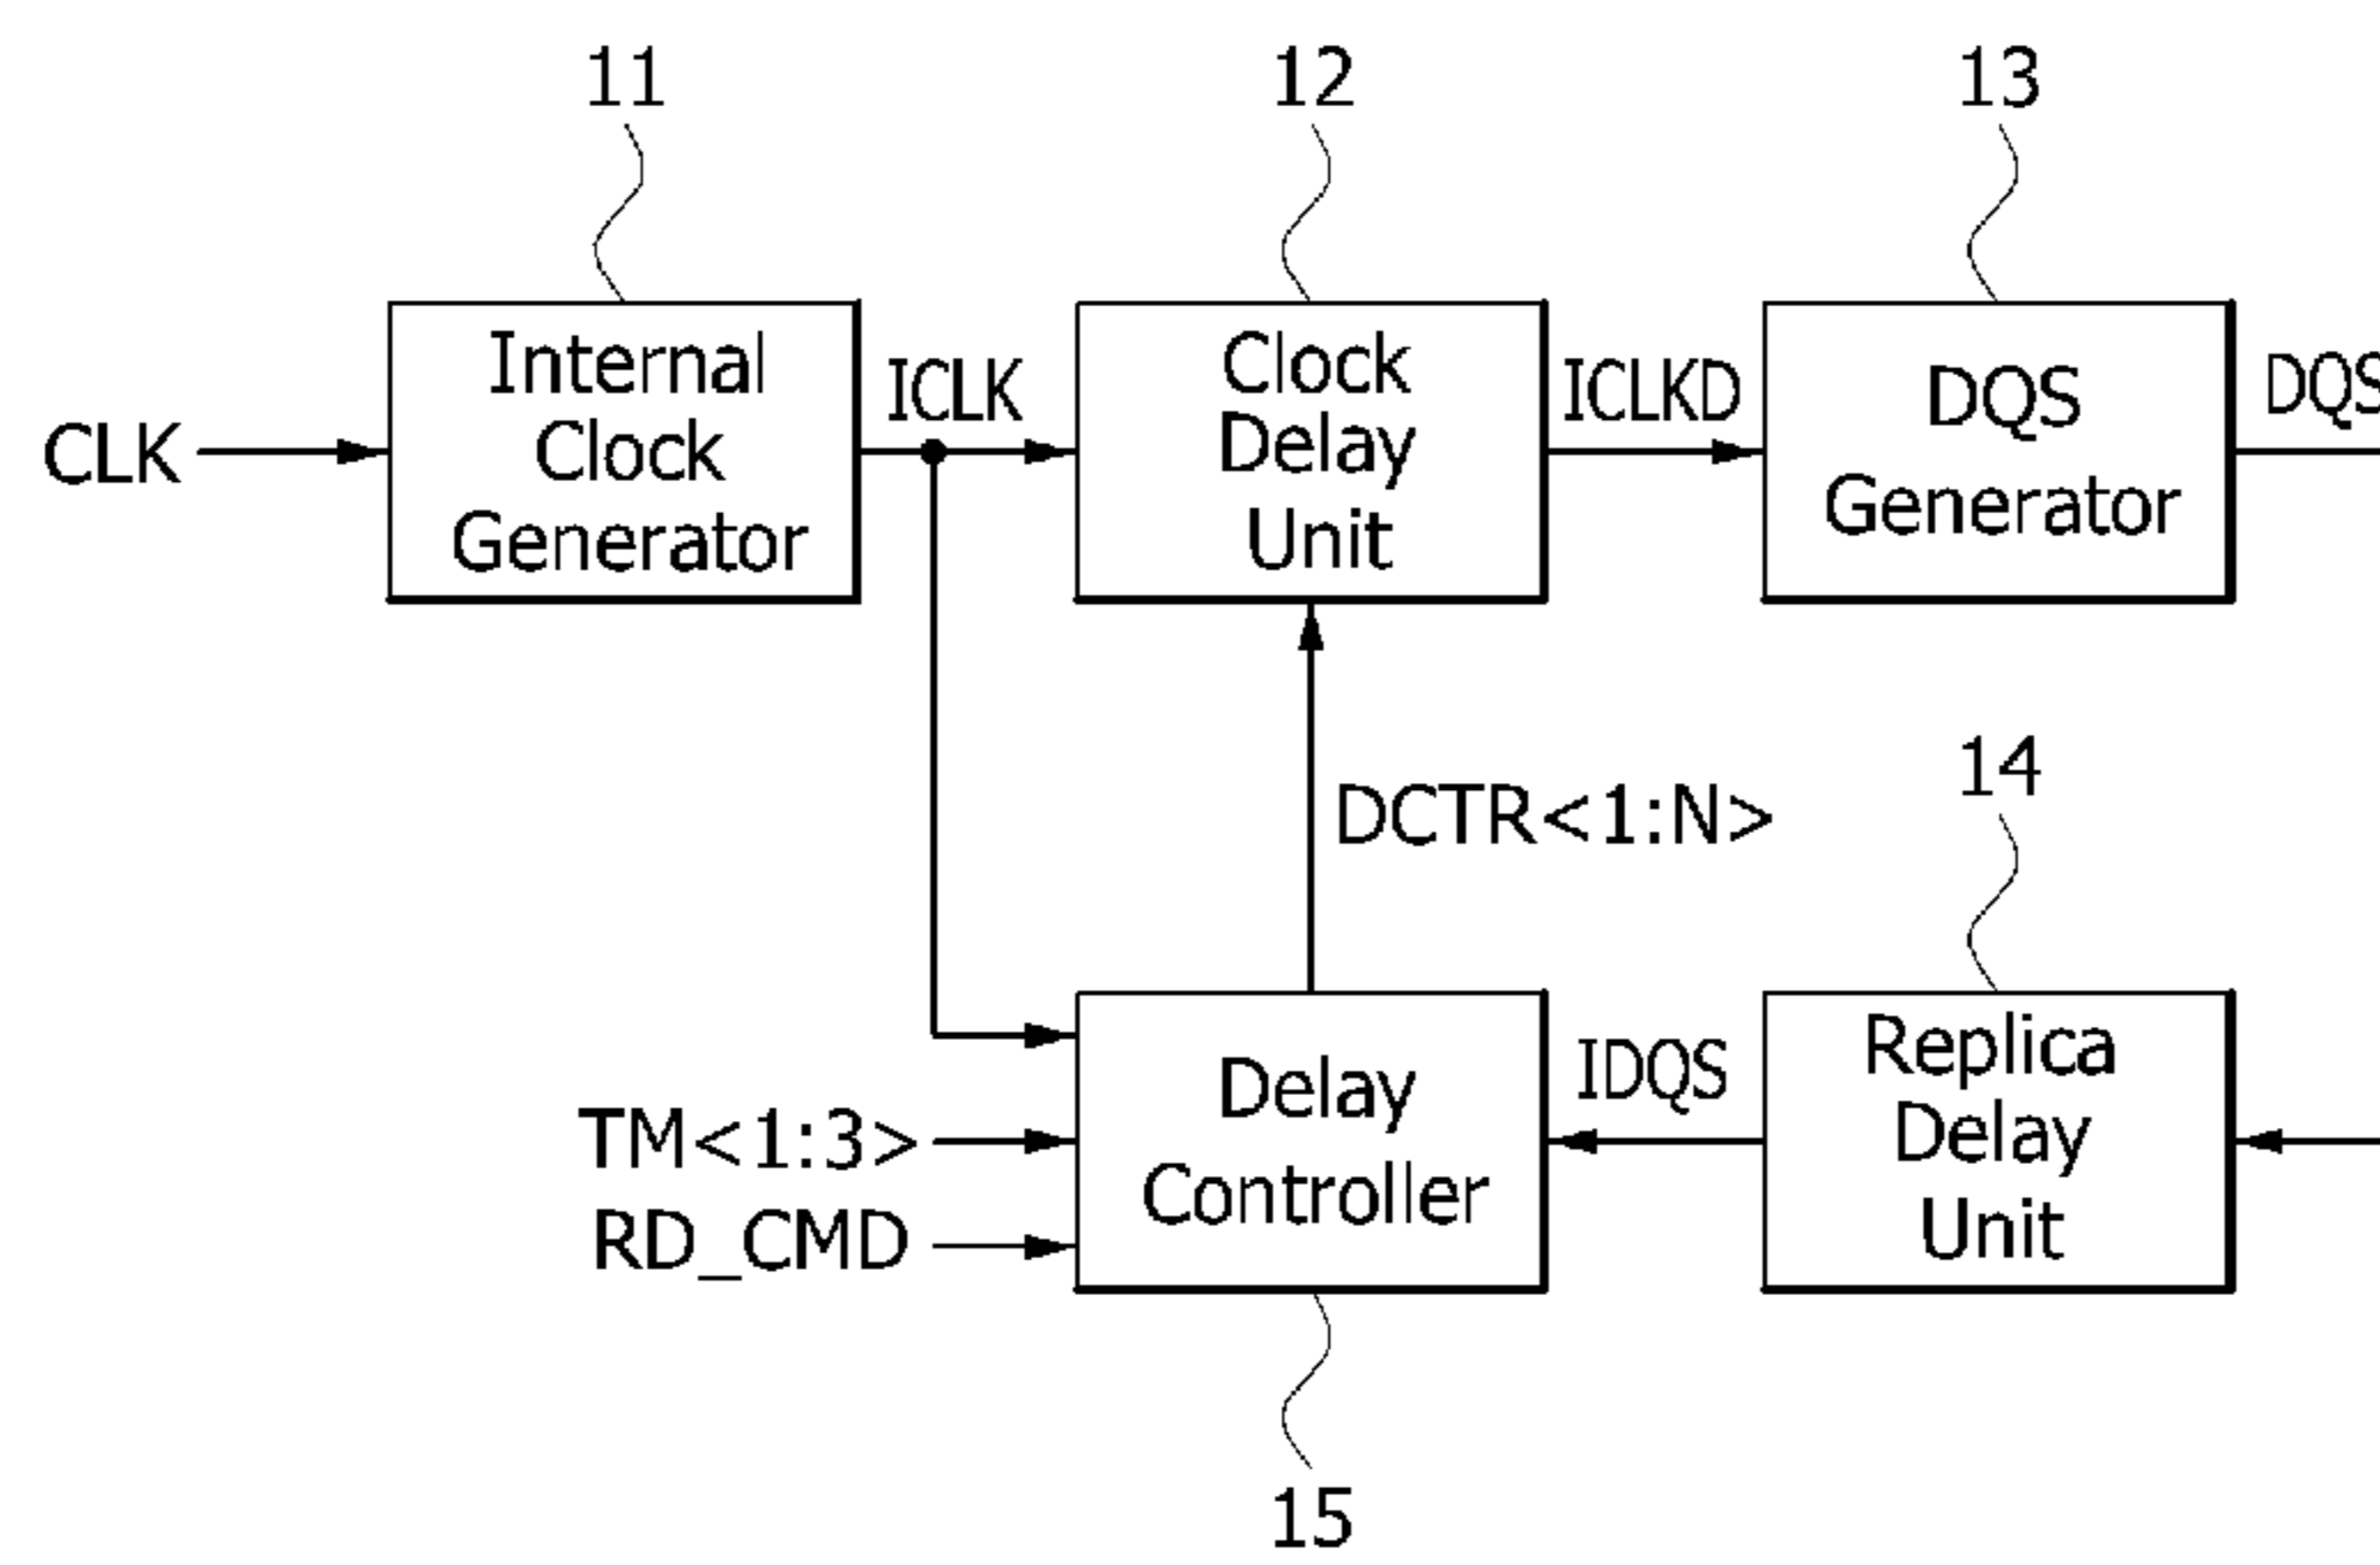 11
12
13
Internal
Clock
Generator
Clock
Delay
Unit
DQS
Generator
CLK
ICLK
ICLKD
DQS
DCTR<1:N>
14
TM<1:3>
RD_CMD
Delay
Controller
IDQS
Replica
Delay
Unit
15